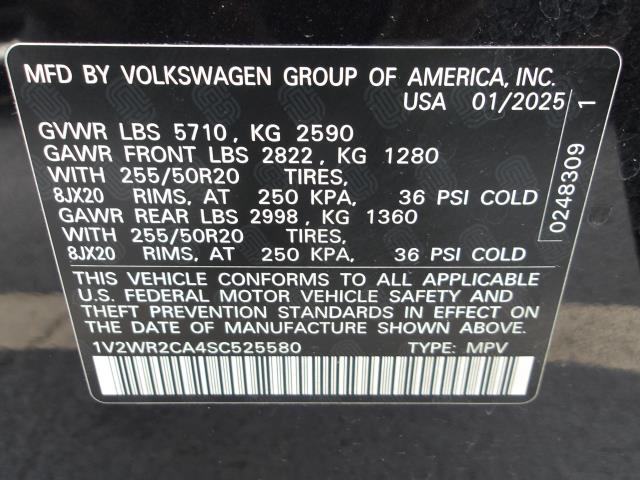 MFD BY VOLKSWAGEN GROUP OF AMERICA, INC.
USA 01/2025
GVWR LBS 5710, KG 2590
GAWR FRONT LBS 2822, KG 1280
WITH 255/50R20 TIRES,
8JX20 RIMS, AT 250 KPA, 36 PSI COLD
GAWR REAR LBS 2998, KG 1360
WITH 255/50R20 TIRES,
8JX20 RIMS, AT 250 KPA, 36 PSI COLD
THIS VEHICLE CONFORMS TO ALL APPLICABLE
U.S. FEDERAL MOTOR VEHICLE SAFETY AND
THEFT PREVENTION STANDARDS IN EFFECT ON
THE DATE OF MANUFACTURE SHOWN ABOVE.
1V2WR2CA4SC525580 TYPE: MPV
0248309 1